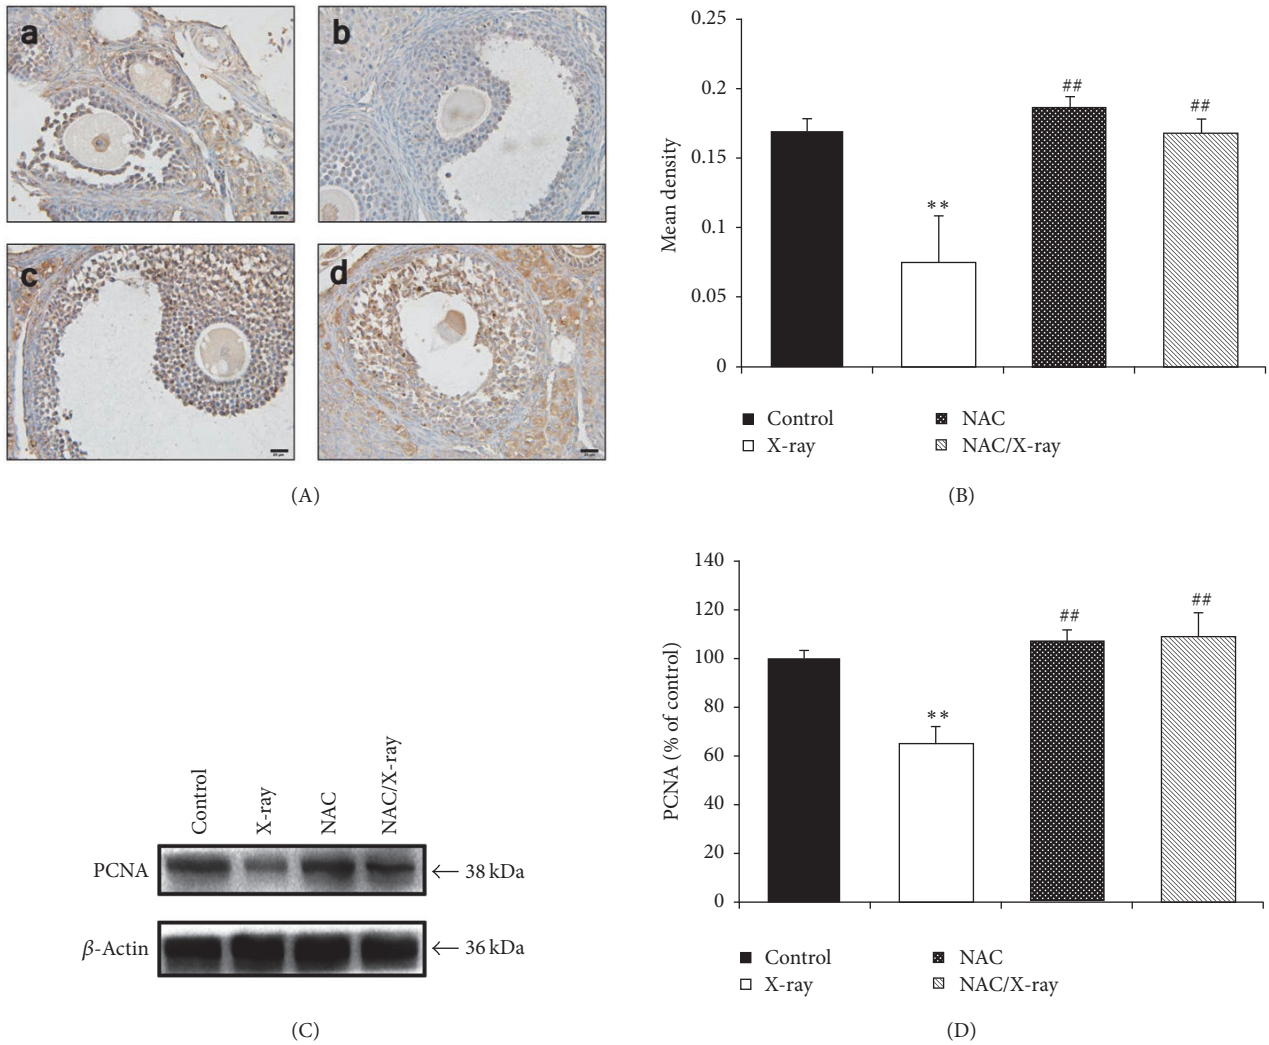 a
b
c
d
(A)
0.25
0.2
0.15
0.1
0.05
0
Mean density
**
##
##
Control
X-ray
NAC
NAC/X-ray
(B)
Control
X-ray
NAC
NAC/X-ray
PCNA
← 38 kDa
β-Actin
← 36 kDa
(C)
140
120
100
80
60
40
20
0
PCNA (% of control)
**
##
##
Control
X-ray
NAC
NAC/X-ray
(D)